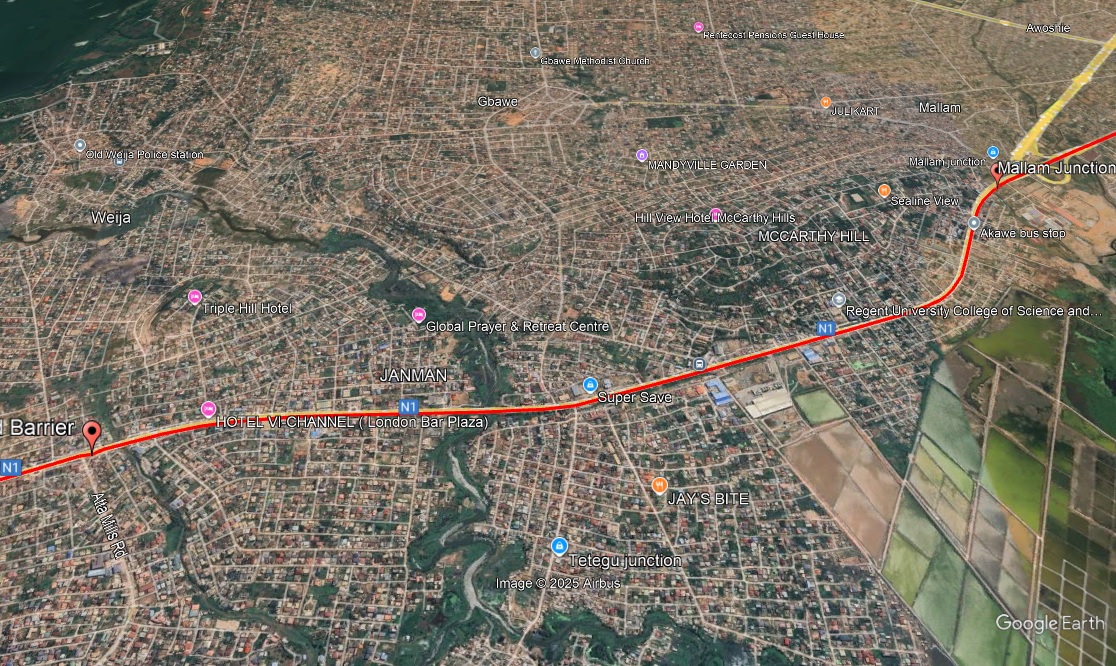 Awoshie
Pentecost Pensions Guest House
Gbawe Methodist Church
Gbawe
JULIKART
Mallam
Old Weija Police station
MANDYVILLE GARDEN
Mallam junction
Mallam Junction
Sealine View
Weija
Hill View Hotel McCarthy Hills
MCCARTHY HILL
Akawe bus stop
Triple Hill Hotel
Regent University College of Science and...
Global Prayer & Retreat Centre
N1
JANMAN
Super Save
N1
HOTEL VI-CHANNEL ( London Bar Plaza)
d Barrier
N1
Atta Mills Rd
JAY'S BITE
Tetegu junction
Image © 2025 Airbus
Google Earth